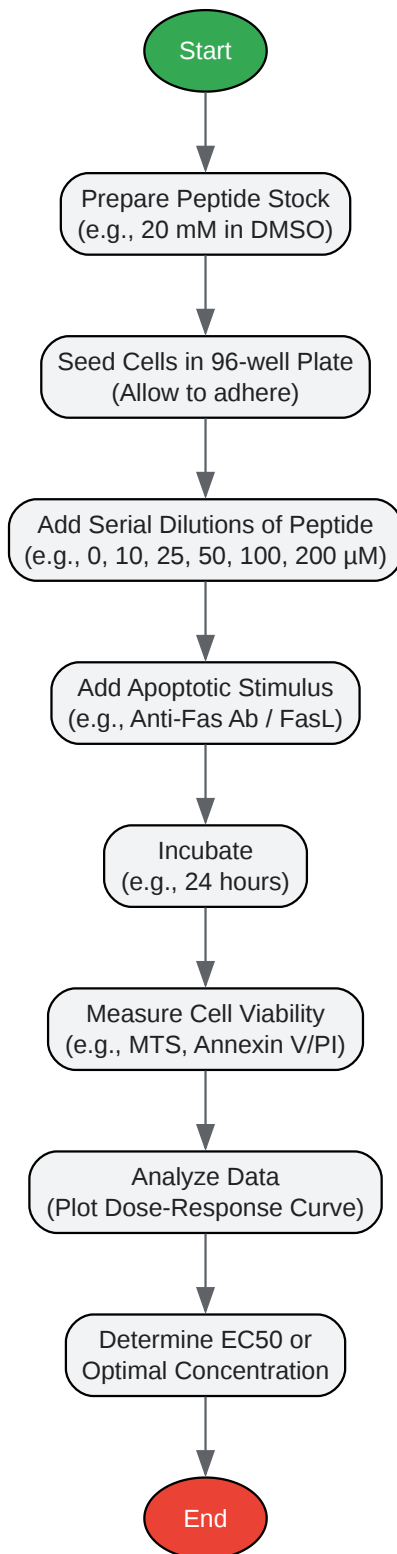 Start
Prepare Peptide Stock
(e.g., 20 mM in DMSO)
Seed Cells in 96-well Plate
(Allow to adhere)
Add Serial Dilutions of Peptide
(e.g., 0, 10, 25, 50, 100, 200 µM)
Add Apoptotic Stimulus
(e.g., Anti-Fas Ab / FasL)
Incubate
(e.g., 24 hours)
Measure Cell Viability
(e.g., MTS, Annexin V/PI)
Analyze Data
(Plot Dose-Response Curve)
Determine EC50 or
Optimal Concentration
End